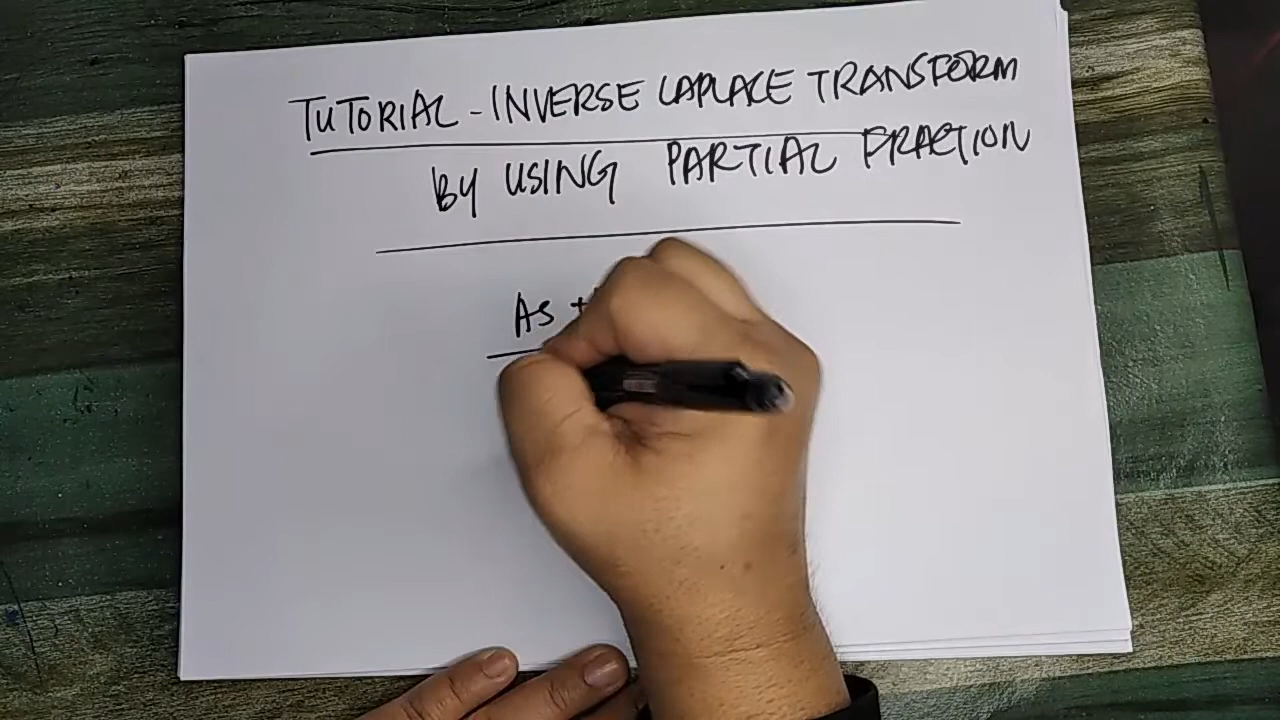 TUTORIAL - INVERSE LAPLACE TRANSFORM
BY USING PARTIAL FRACTION
As +